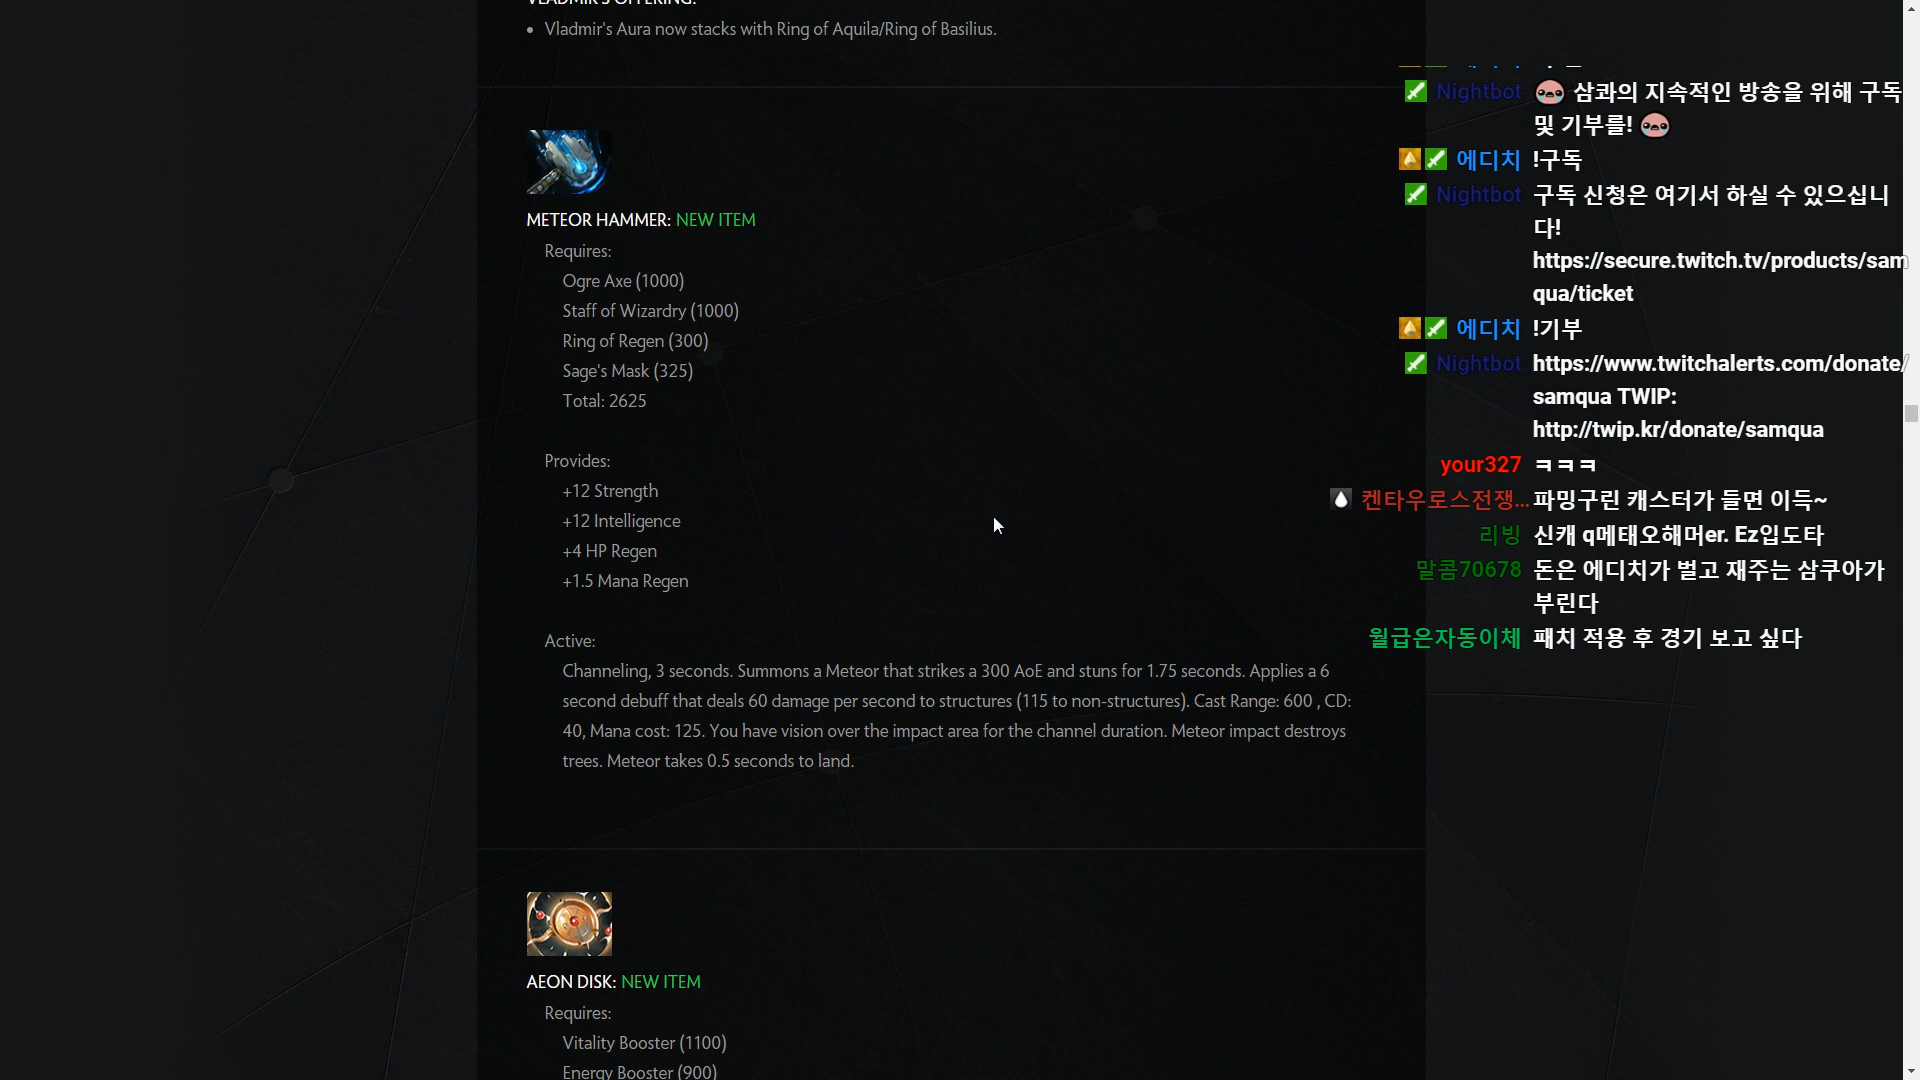 VLADMIR'S OFFERING:
Vladmir's Aura now stacks with Ring of Aquila/Ring of Basilius.
METEOR HAMMER: NEW ITEM
Requires:
Ogre Axe (1000)
Staff of Wizardry (1000)
Ring of Regen (300)
Sage's Mask (325)
Total: 2625
Provides:
+12 Strength
+12 Intelligence
+4 HP Regen
+1.5 Mana Regen
Active:
Channeling, 3 seconds. Summons a Meteor that strikes a 300 AoE and stuns for 1.75 seconds. Applies a 6
second debuff that deals 60 damage per second to structures (115 to non-structures). Cast Range: 600 , CD:
40, Mana cost: 125. You have vision over the impact area for the channel duration. Meteor impact destroys
trees. Meteor takes 0.5 seconds to land.
AEON DISK: NEW ITEM
Requires:
Vitality Booster (1100)
Energy Booster (900)
Nightbot 삼콰의 지속적인 방송을 위해 구독
및 기부를!
에디치 !구독
Nightbot 구독 신청은 여기서 하실 수 있으십니
다!
https://secure.twitch.tv/products/sam
qua/ticket
에디치 !기부
Nightbot https://www.twitchalerts.com/donate/
samqua TWIP:
http://twip.kr/donate/samqua
your327 ㅋㅋㅋ
켄타우로스전쟁... 파밍구린 캐스터가 들면 이득~
리빙 신캐 q메태오해머er. Ez입도타
말콤70678 돈은 에디치가 벌고 재주는 삼쿠아가
부린다
월급은자동이체 패치 적용 후 경기 보고 싶다